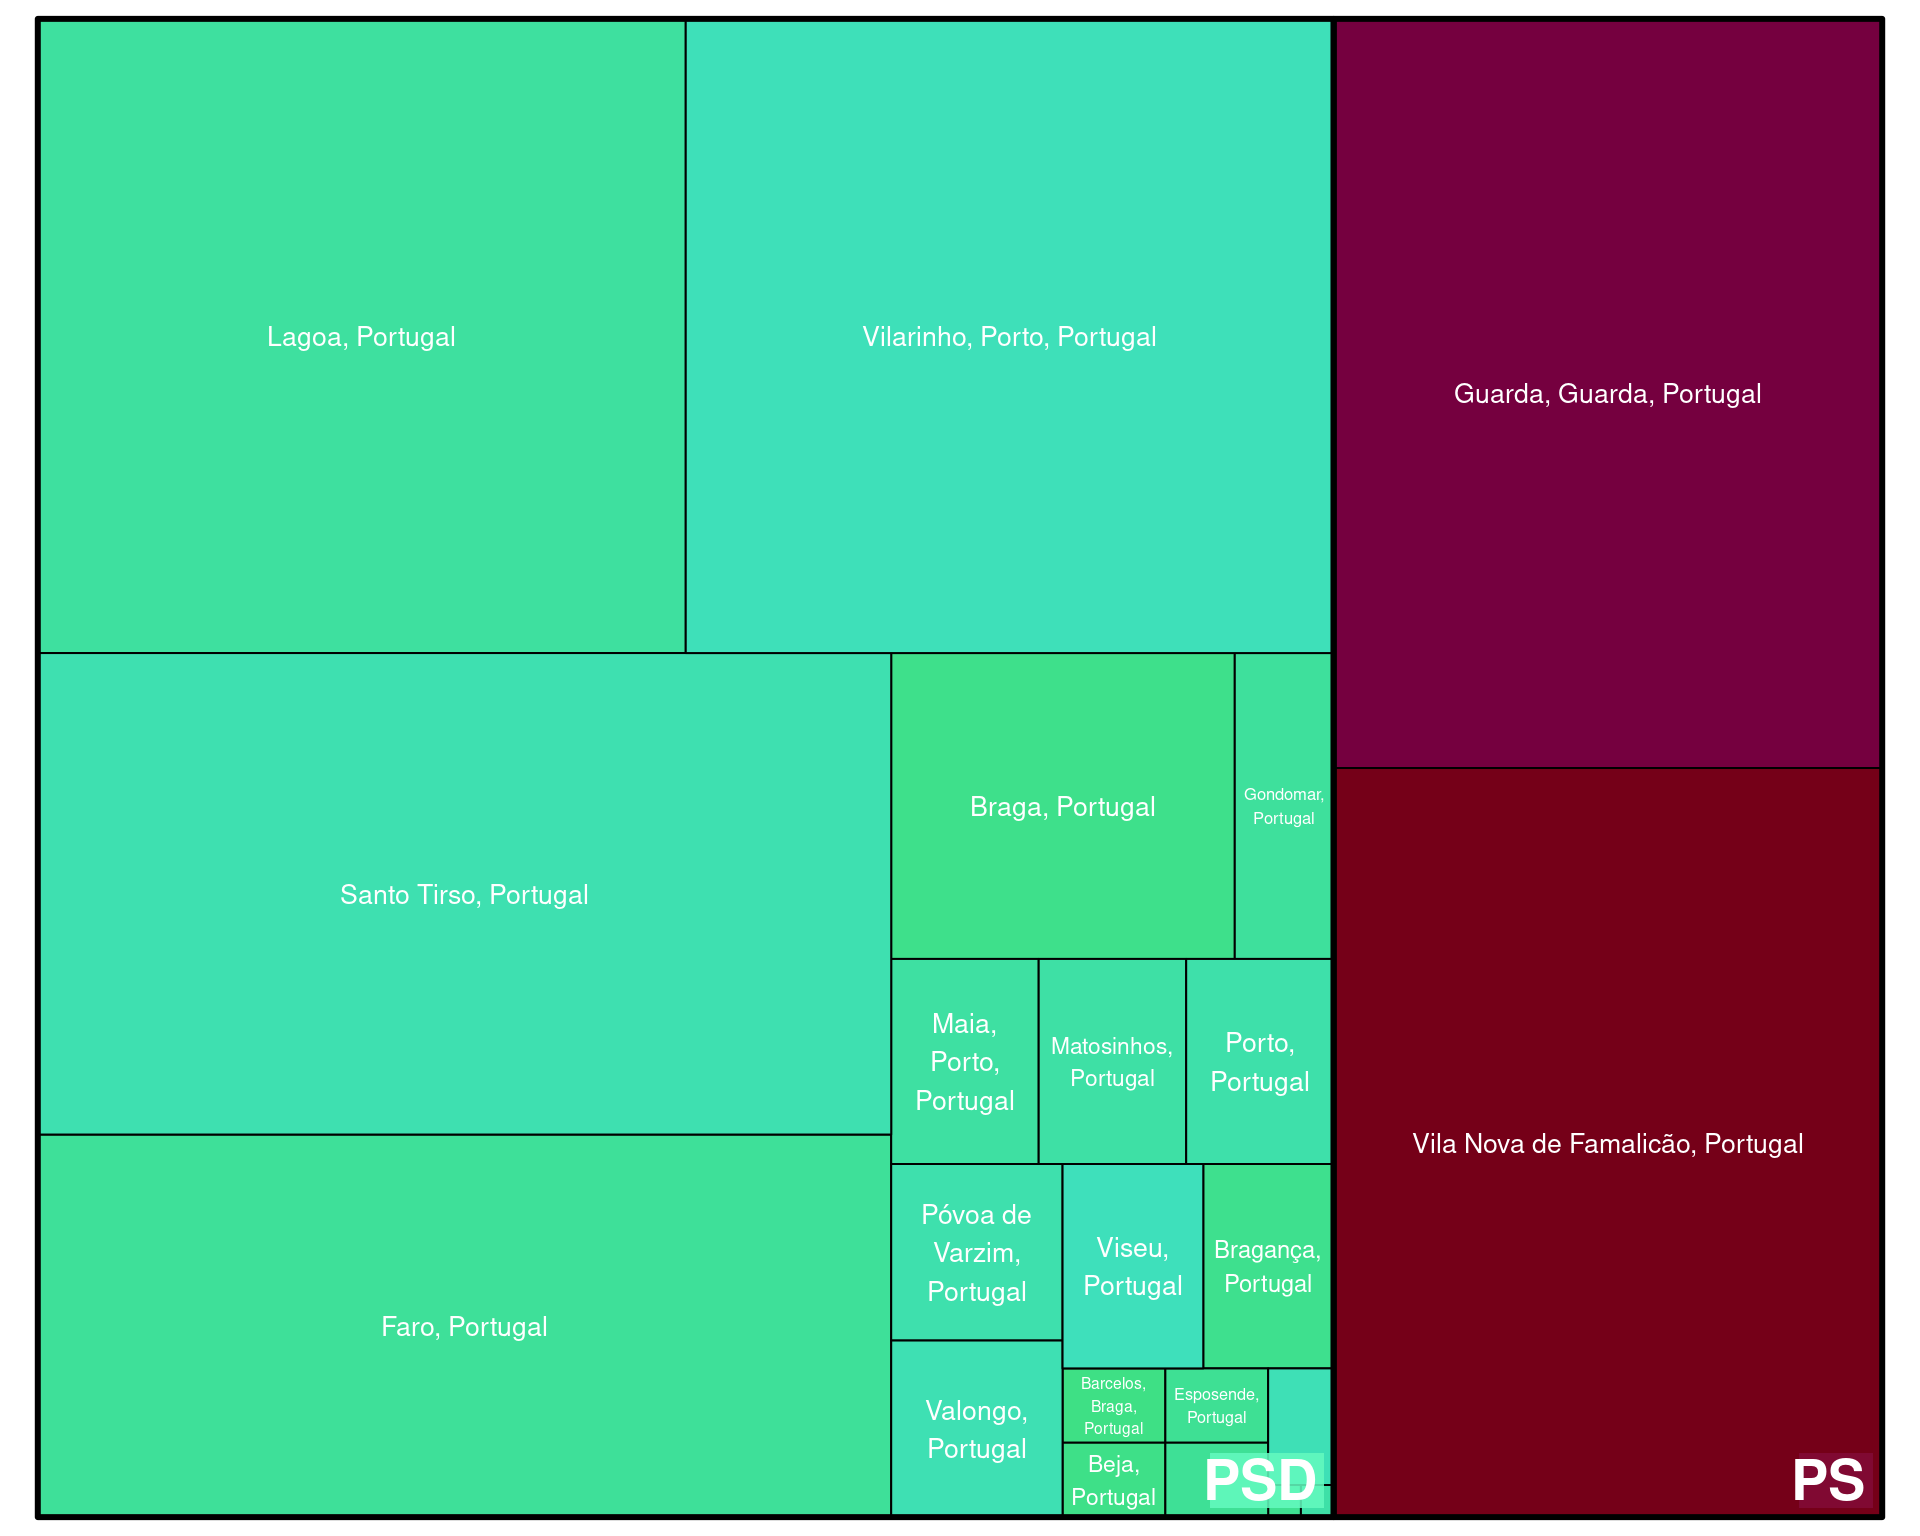 Lagoa, Portugal
Vilarinho, Porto, Portugal
Guarda, Guarda, Portugal
Santo Tirso, Portugal
Braga, Portugal
Gondomar,
Portugal
Maia,
Porto,
Portugal
Matosinhos,
Portugal
Porto,
Portugal
Vila Nova de Famalicão, Portugal
Faro, Portugal
Póvoa de
Varzim,
Portugal
Viseu,
Portugal
Bragança,
Portugal
Valongo,
Portugal
Barcelos,
Braga,
Portugal
Esposende,
Portugal
Beja,
Portugal
PSD
PS